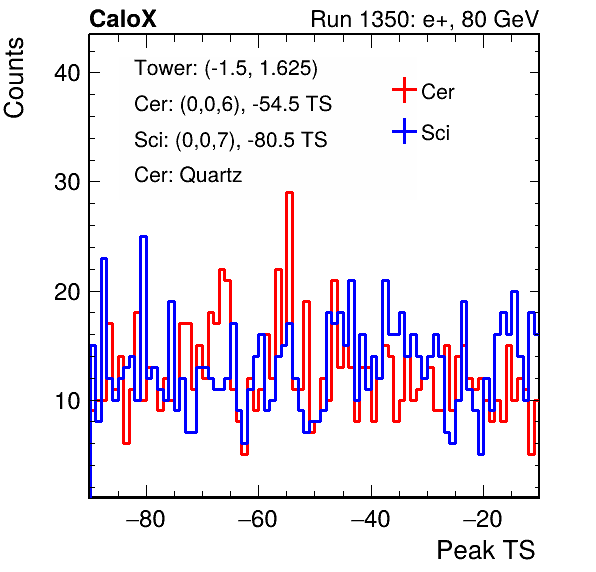 CaloX Run 1350: e+, 80 GeV
Counts
Tower: (-1.5, 1.625)
Cer: (0,0,6), -54.5 TS
Sci: (0,0,7), -80.5 TS
Cer: Quartz
Cer
Sci
40
30
20
10
−80 −60 −40 −20
Peak TS